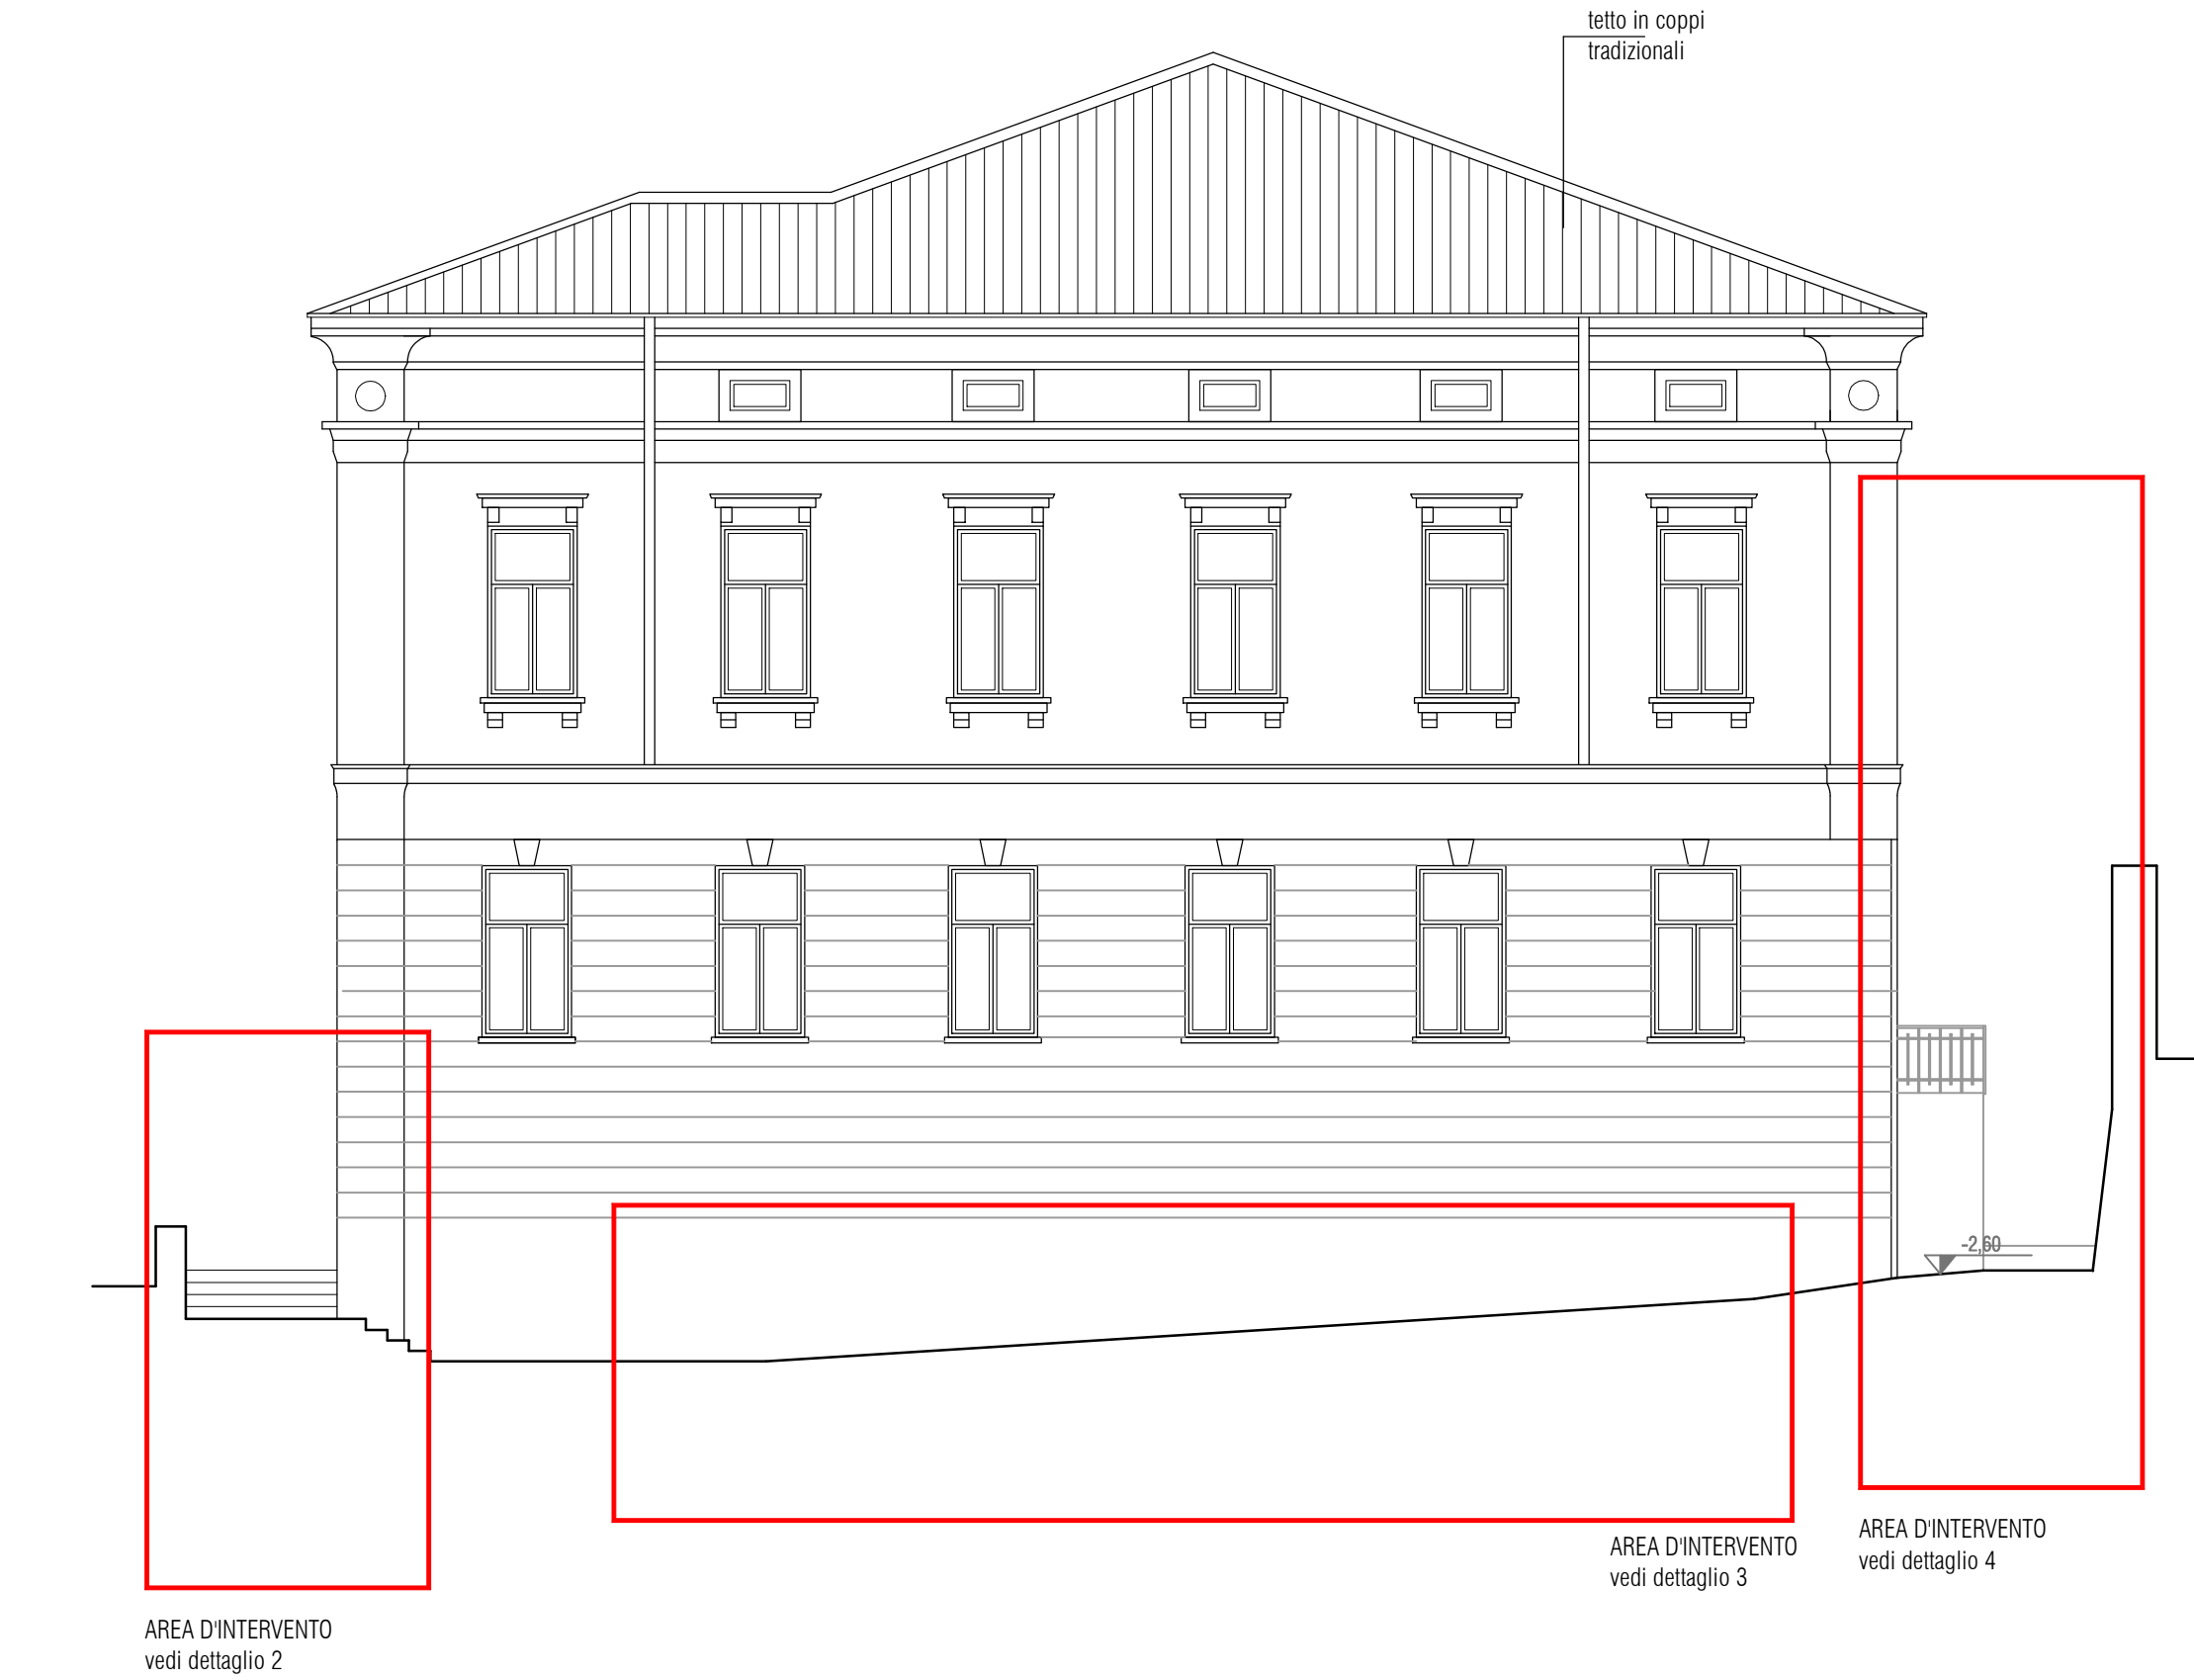 tetto in coppi
tradizionali
-2,60
AREA D'INTERVENTO
vedi dettaglio 4
AREA D'INTERVENTO
vedi dettaglio 3
AREA D'INTERVENTO
vedi dettaglio 2